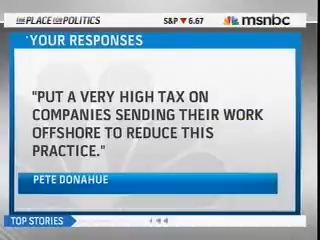 THE PLACE FOR POLITICS
S&P ▼ 6.67
msnbc
YOUR RESPONSES
"PUT A VERY HIGH TAX ON
COMPANIES SENDING THEIR WORK
OFFSHORE TO REDUCE THIS
PRACTICE."
PETE DONAHUE
TOP STORIES